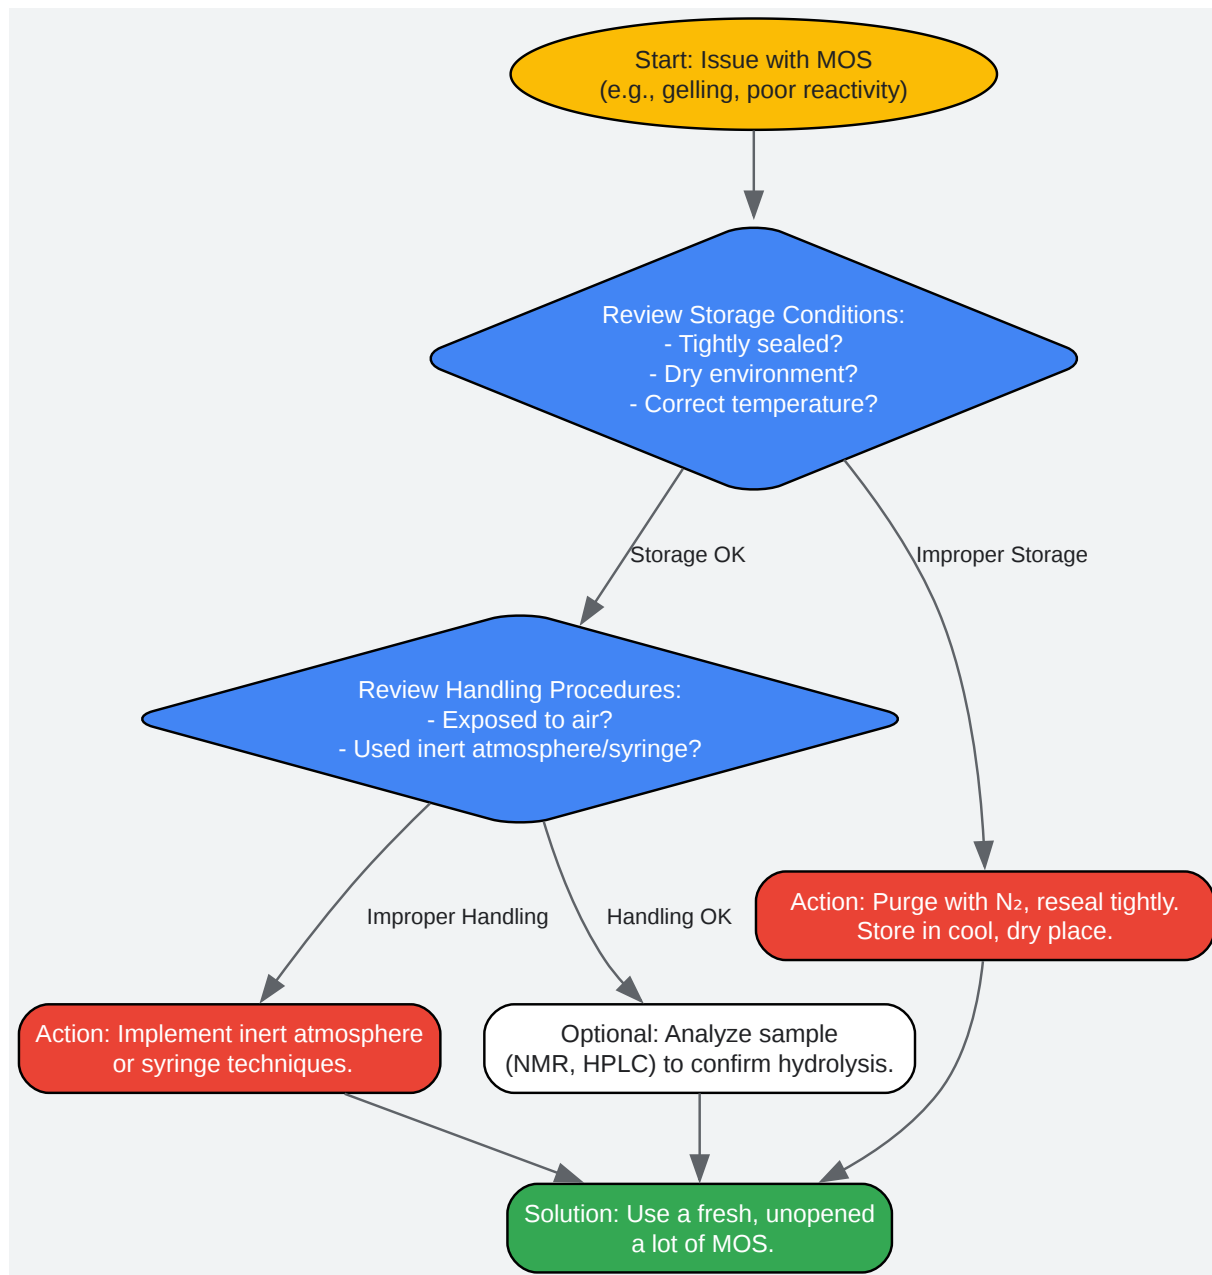 Start: Issue with MOS
(e.g., gelling, poor reactivity)
Review Storage Conditions:
- Tightly sealed?
- Dry environment?
- Correct temperature?
Storage OK
Improper Storage
Review Handling Procedures:
- Exposed to air?
- Used inert atmosphere/syringe?
Improper Handling
Handling OK
Action: Purge with N₂, reseal tightly.
Store in cool, dry place.
Action: Implement inert atmosphere
or syringe techniques.
Optional: Analyze sample
(NMR, HPLC) to confirm hydrolysis.
Solution: Use a fresh, unopened
a lot of MOS.